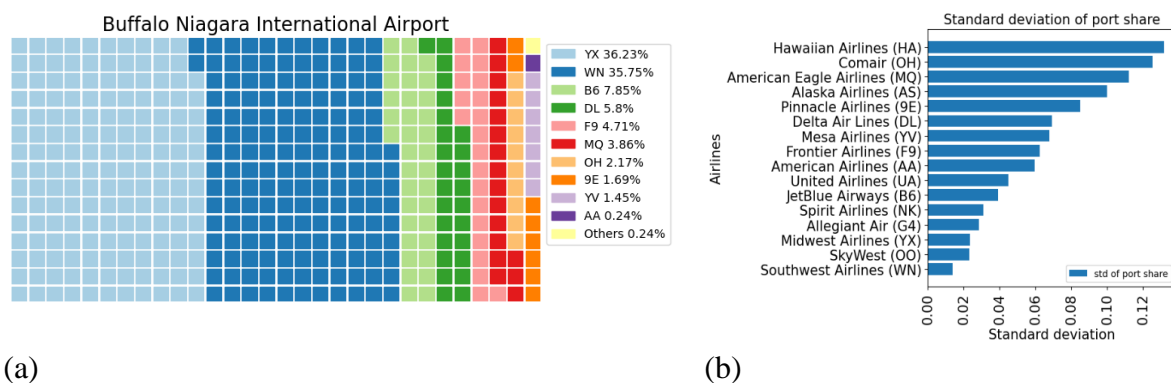 Buffalo Niagara International Airport
YX 36.23%
WN 35.75%
B6 7.85%
DL 5.8%
F9 4.71%
MQ 3.86%
OH 2.17%
9E 1.69%
YV 1.45%
AA 0.24%
Others 0.24%
(a)
Standard deviation of port share
Airlines
Hawaiian Airlines (HA)
Comair (OH)
American Eagle Airlines (MQ)
Alaska Airlines (AS)
Pinnacle Airlines (9E)
Delta Air Lines (DL)
Mesa Airlines (YV)
Frontier Airlines (F9)
American Airlines (AA)
United Airlines (UA)
JetBlue Airways (B6)
Spirit Airlines (NK)
Allegiant Air (G4)
Midwest Airlines (YX)
SkyWest (OO)
Southwest Airlines (WN)
std of port share
0.00 0.02 0.04 0.06 0.08 0.10 0.12
Standard deviation
(b)